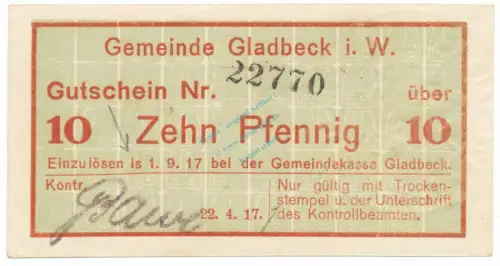 Gemeinde Gladbeck i. W.
Gutschein Nr. 22770 über
10 Zehn Pfennig 10
Einzulösen is 1. 9. 17 bei der Gemeindekasse Gladbeck.
Kontr.
22. 4. 17.
Nur gültig mit Trocken-
stempel u. der Unterschrift
des Kontrollbeamten.